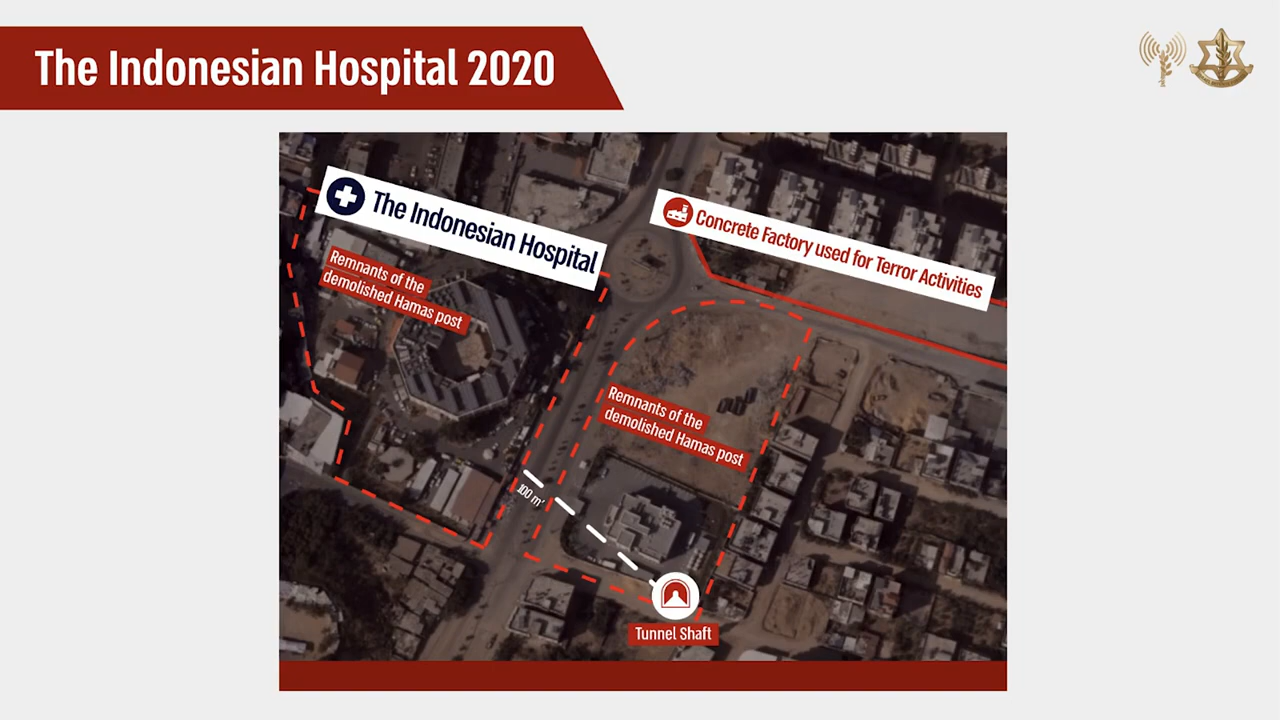 The Indonesian Hospital 2020
The Indonesian Hospital
Concrete Factory used for Terror Activities
Remnants of the
demolished Hamas post
Remnants of the
demolished Hamas post
100 m'
Tunnel Shaft